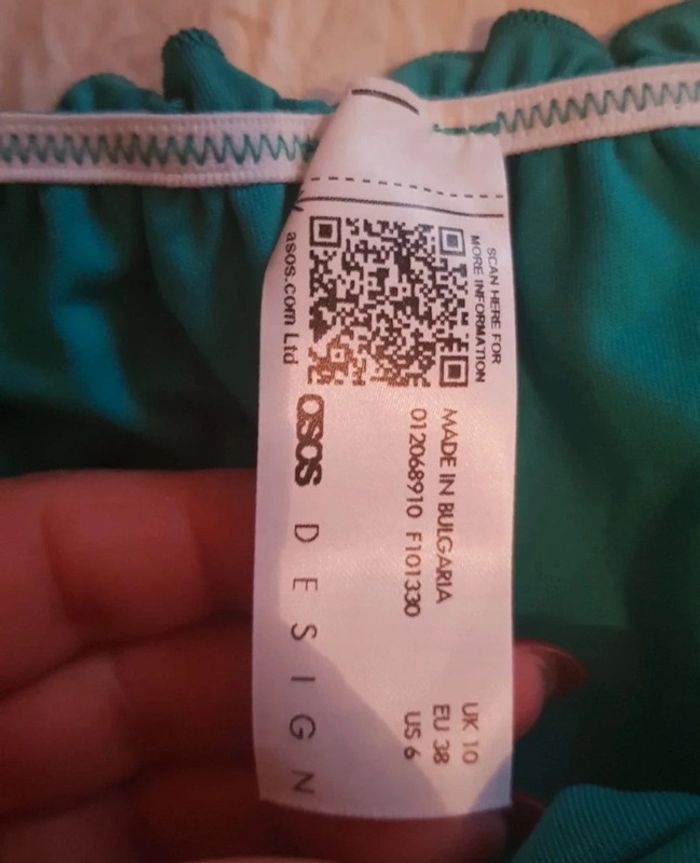 SCAN HERE FOR
MORE INFORMATION
asos.com Ltd
UK 10
EU 38
US 6
MADE IN BULGARIA
012068910 F101330
asos DESIGN